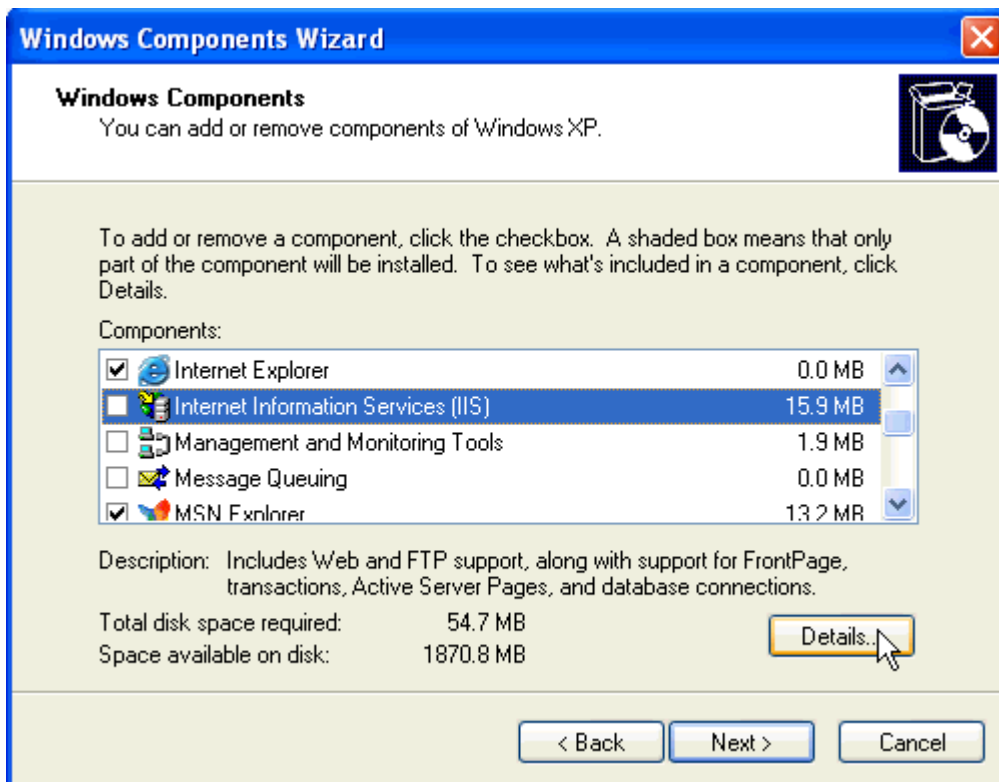 Windows Components Wizard
Windows Components
You can add or remove components of Windows XP.
To add or remove a component, click the checkbox. A shaded box means that only
part of the component will be installed. To see what's included in a component, click
Details.
Components:
Internet Explorer 0.0 MB
Internet Information Services (IIS) 15.9 MB
Management and Monitoring Tools 1.9 MB
Message Queuing 0.0 MB
MSN Explorer 13.2 MB
Description: Includes Web and FTP support, along with support for FrontPage,
transactions, Active Server Pages, and database connections.
Total disk space required: 54.7 MB
Space available on disk: 1870.8 MB
Details...
< Back Next > Cancel